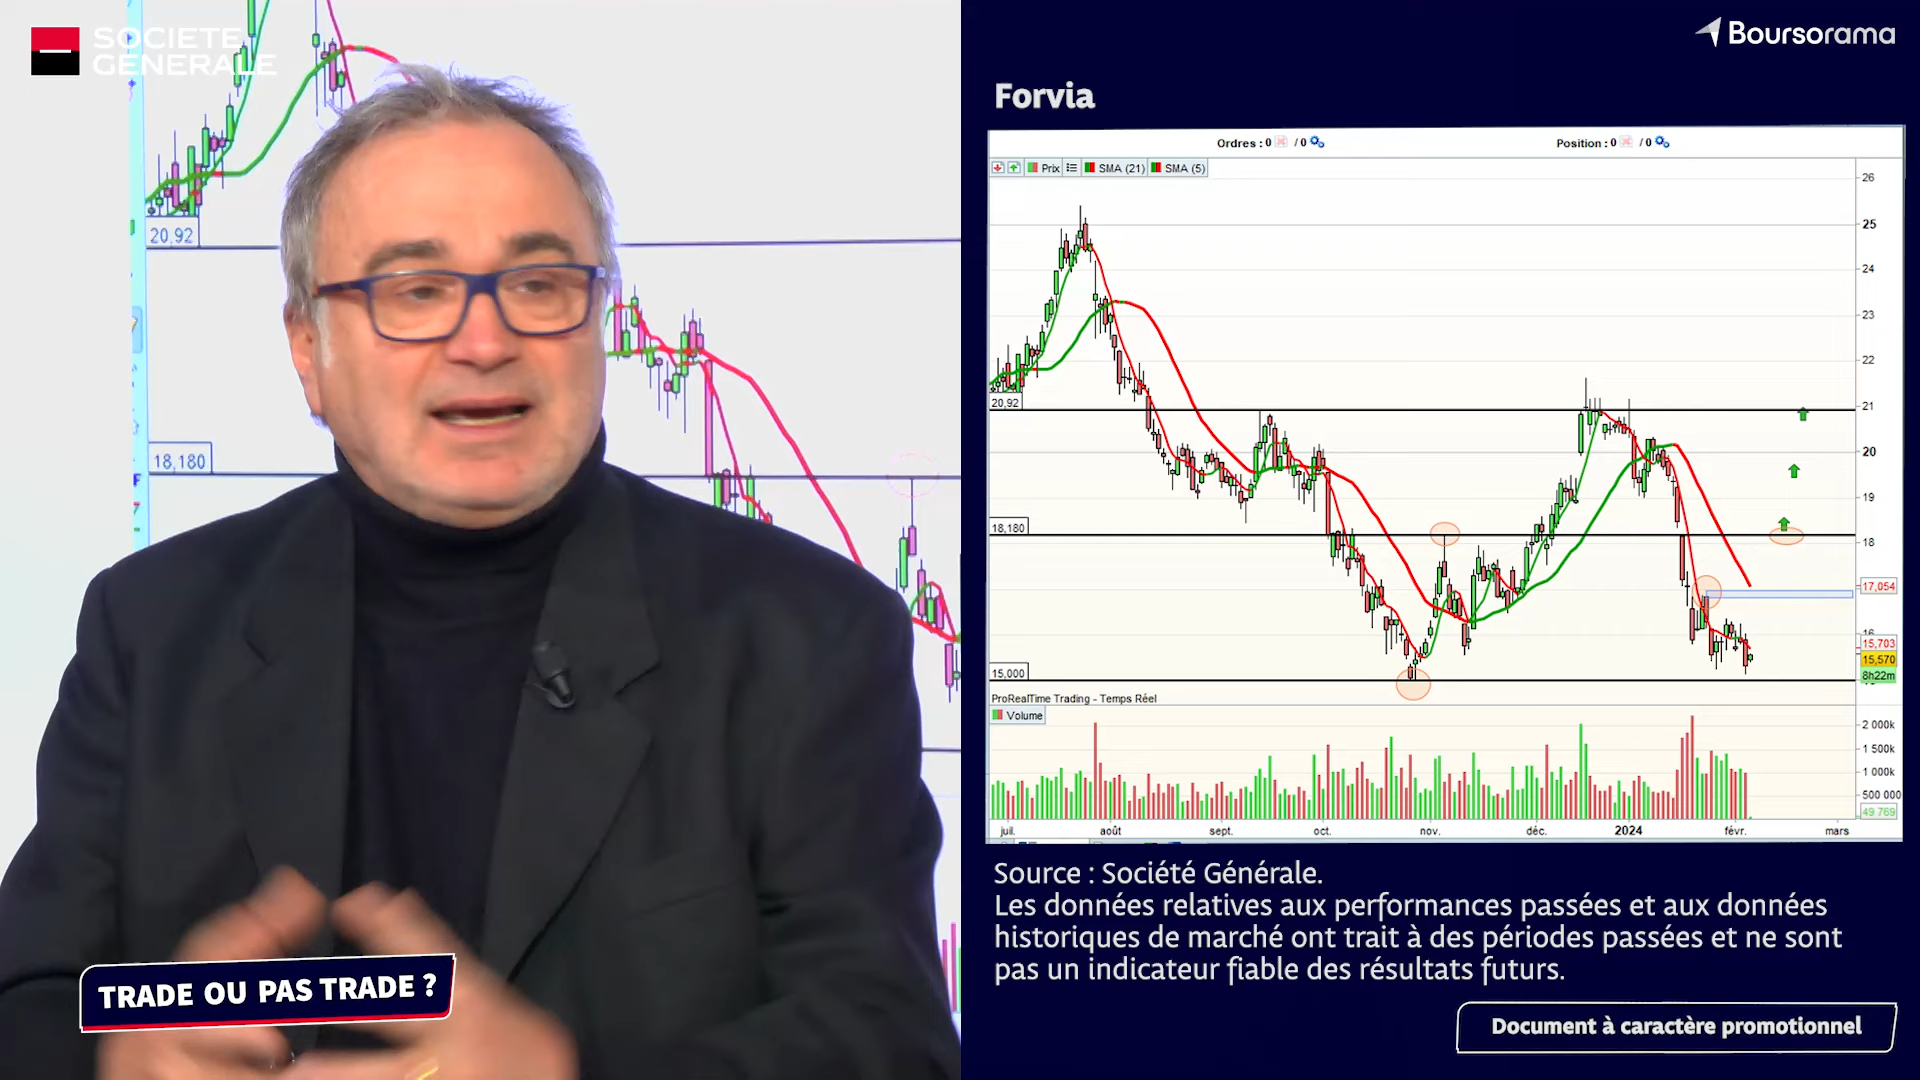 SOCIETE
GENERALE
20,92
18,180
TRADE OU PAS TRADE ?
Boursorama
Forvia
Ordres : 0 / 0
Position : 0 / 0
Prix SMA (21) SMA (5)
26
25
24
23
22
21
20
19
18
16
20,92
18,180
15,000
17,054
15,703
15,570
8h22m
ProRealTime Trading - Temps Réel
Volume
2 000k
1 500k
1 000k
500 000
49 769
juil. août sept. oct. nov. déc. 2024 févr. mars
Source : Société Générale.
Les données relatives aux performances passées et aux données
historiques de marché ont trait à des périodes passées et ne sont
pas un indicateur fiable des résultats futurs.
Document à caractère promotionnel